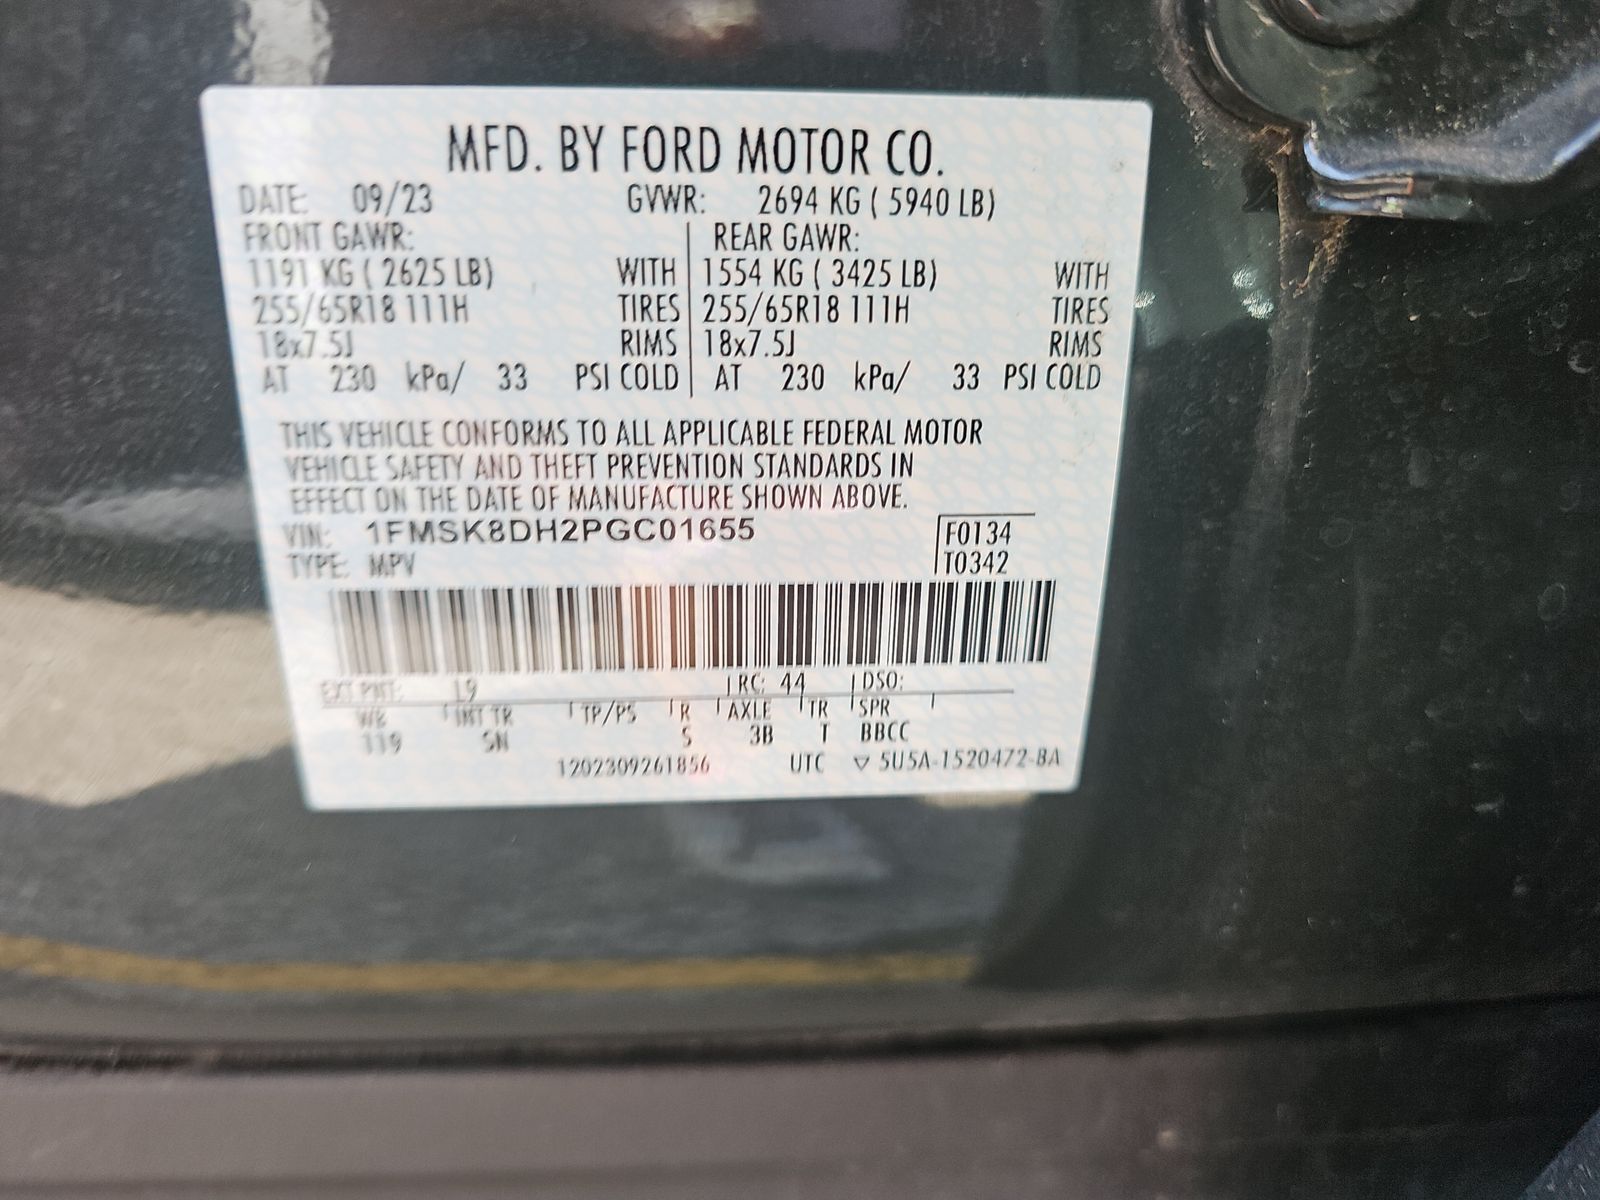 MFD. BY FORD MOTOR CO.
DATE: 09/23 GVWR: 2694 KG ( 5940 LB)
FRONT GAWR: REAR GAWR:
1191 KG ( 2625 LB) WITH 1554 KG ( 3425 LB) WITH
255/65R18 111H TIRES 255/65R18 111H TIRES
18x7.5J RIMS 18x7.5J RIMS
AT 230 kPa/ 33 PSI COLD AT 230 kPa/ 33 PSI COLD
THIS VEHICLE CONFORMS TO ALL APPLICABLE FEDERAL MOTOR
VEHICLE SAFETY AND THEFT PREVENTION STANDARDS IN
EFFECT ON THE DATE OF MANUFACTURE SHOWN ABOVE.
VIN: 1FMSK8DH2PGC01655 F0134
TYPE: MPV T0342
EXT PNT: RC: 44 DSO:
WB INT TR TP/PS R AXLE TR SPR
119 SN S 3B T BBCC
1202309261856 UTC ▽ 5U5A-1520472-BA